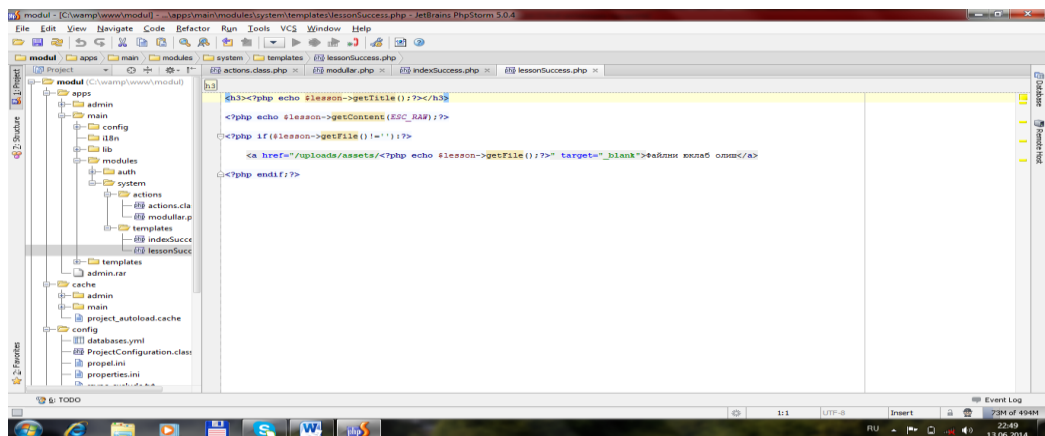 modul - [C:\wamp\www\modul] - ...\apps\main\modules\system\templates\lessonSuccess.php - JetBrains PhpStorm 5.0.4
File Edit View Navigate Code Refactor Run Tools VCS Window Help
modul apps main modules system templates lessonSuccess.php
Project actions.class.php modullar.php indexSuccess.php lessonSuccess.php
1: Project
2: Structure
2: Favorites
Database
Remote Host
modul (C:\wamp\www\modul)
apps
admin
main
config
i18n
lib
modules
auth
system
actions
actions.cla
modullar.p
templates
indexSucce
lessonSucc
templates
admin.rar
cache
admin
main
project_autoload.cache
config
databases.yml
ProjectConfiguration.class
propel.ini
properties.ini
h3
<h3><?php echo $lesson->getTitle();?></h3>
<?php echo $lesson->getContent(ESC_RAW);?>
<?php if($lesson->getFile()!=''):?>
<a href="/uploads/assets/<?php echo $lesson->getFile();?>" target="_blank">Файлни юклаб олиш</a>
<?php endif;?>
6: TODO Event Log
1:1 UTF-8 Insert 73M of 494M
RU 22:49
13.06.2014